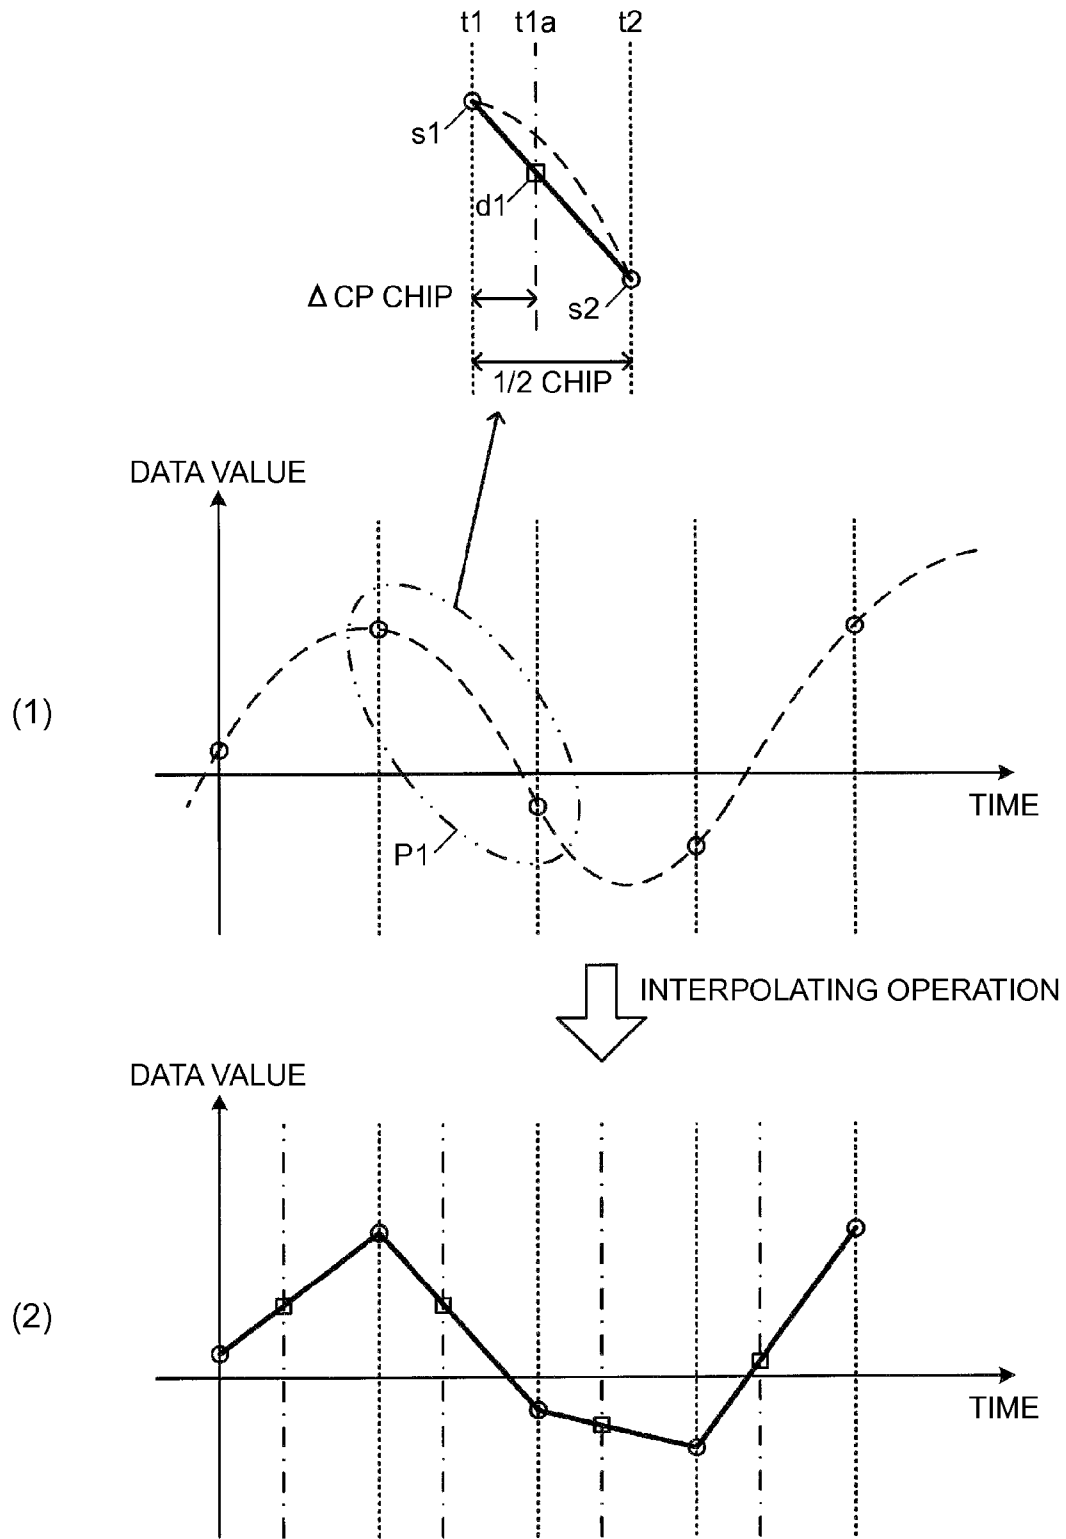 t1 t1a t2
s1
d1
Δ CP CHIP
s2
1/2 CHIP
DATA VALUE
(1)
TIME
P1
INTERPOLATING OPERATION
DATA VALUE
(2)
TIME